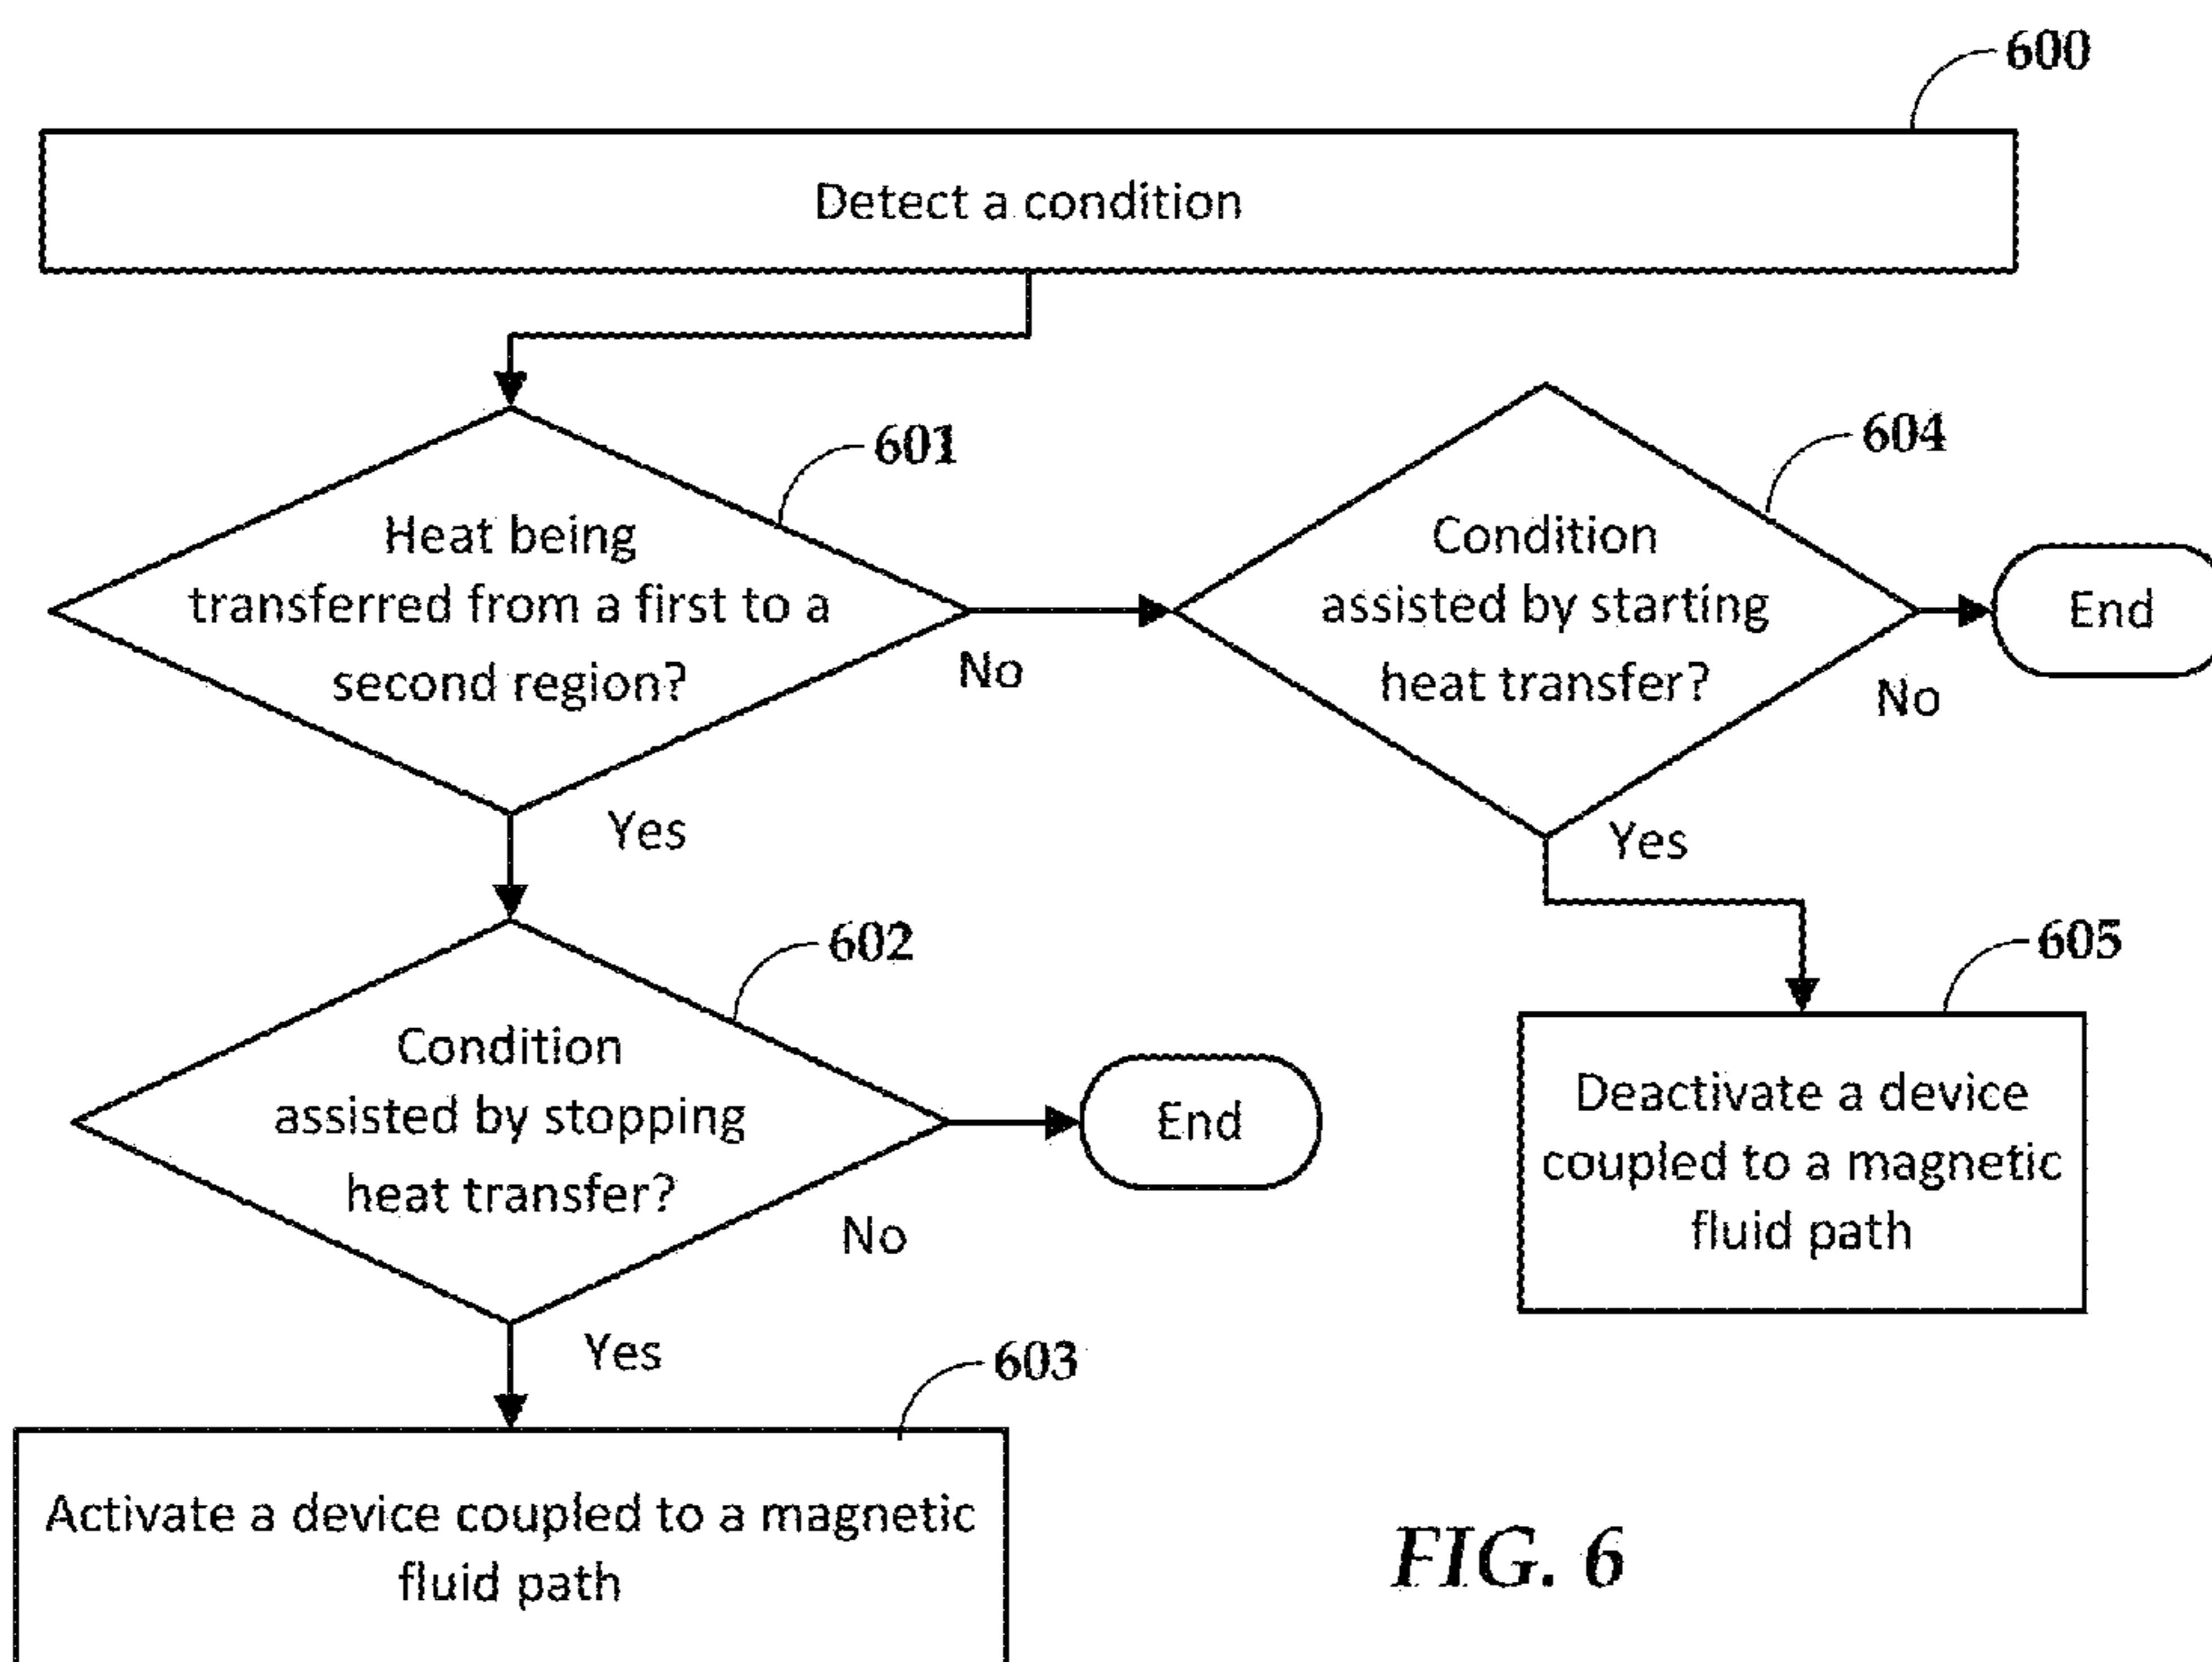 600
Detect a condition
601
Heat being
transferred from a first to a
second region?
No
Yes
604
Condition
assisted by starting
heat transfer?
No
End
Yes
602
Condition
assisted by stopping
heat transfer?
No
End
Yes
605
Deactivate a device
coupled to a magnetic
fluid path
603
Activate a device coupled to a magnetic
fluid path
FIG. 6